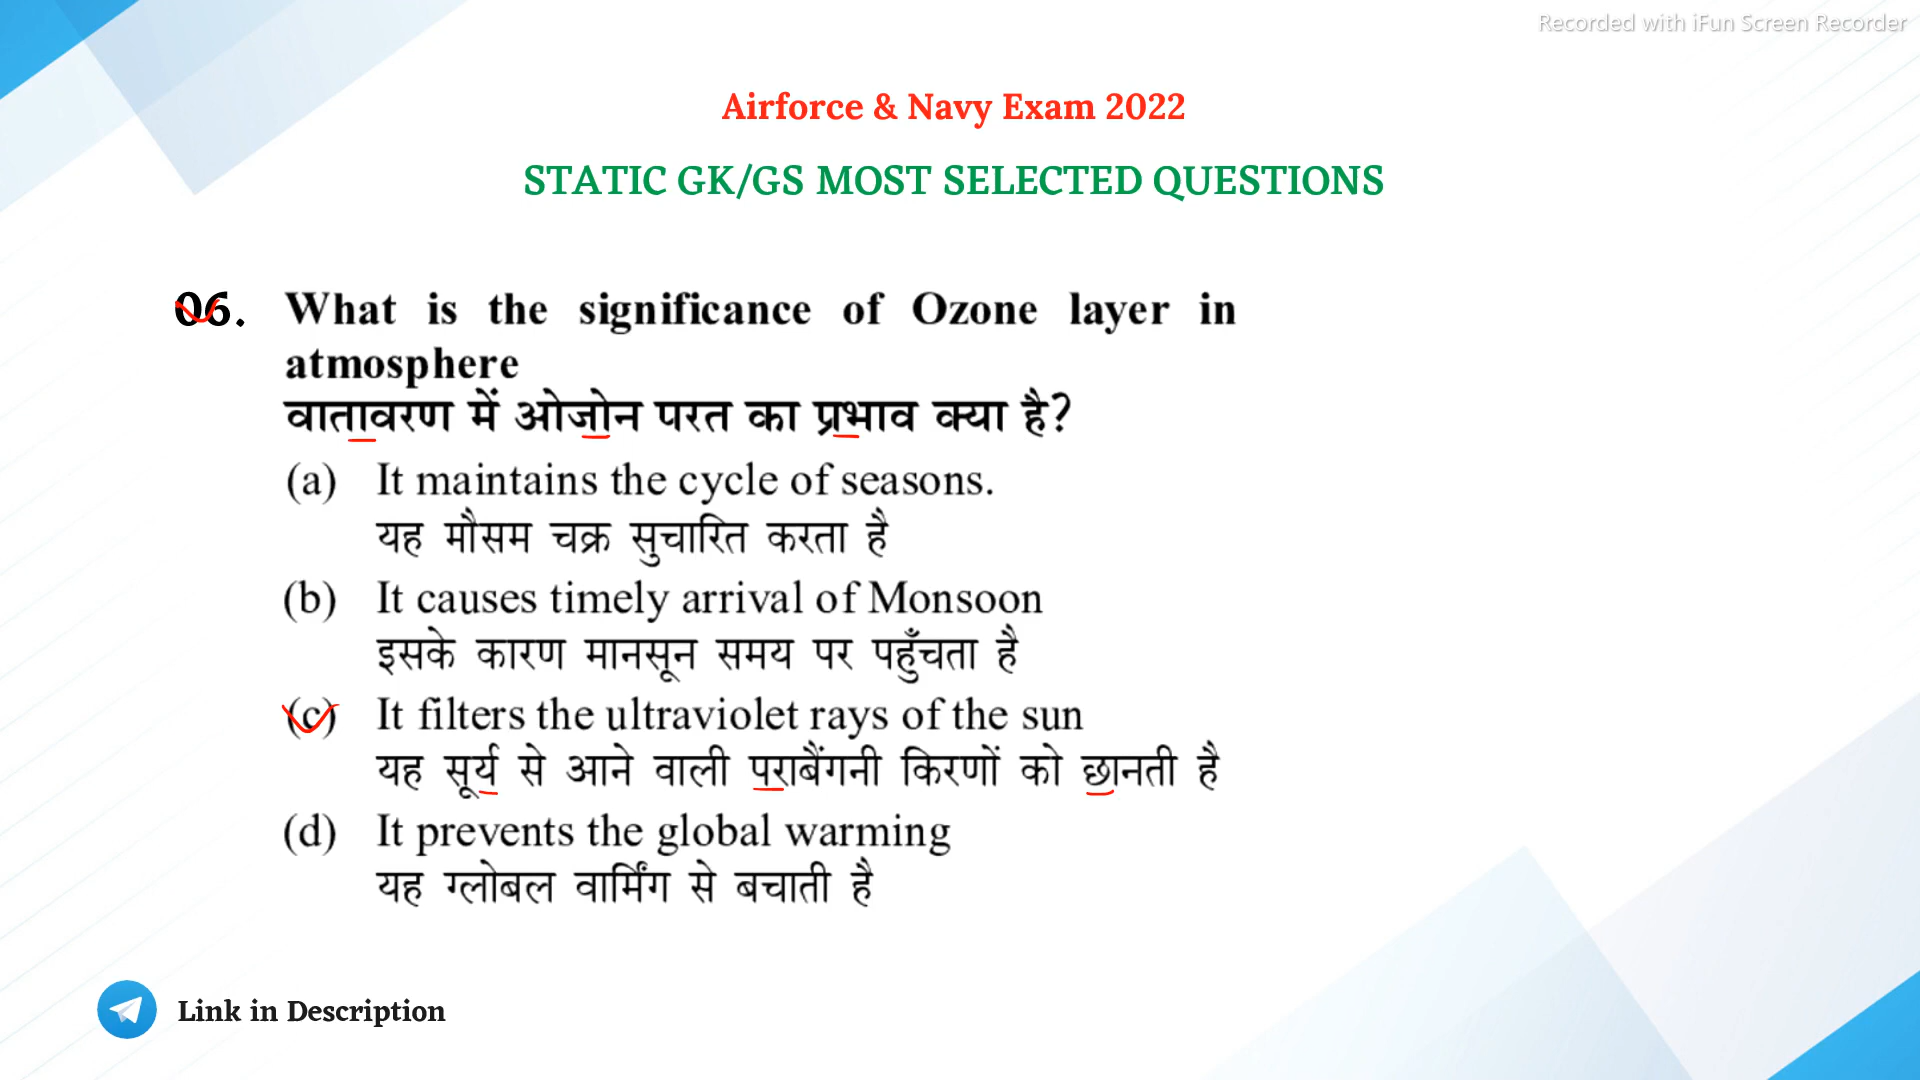 Recorded with iFun Screen Recorder
Airforce & Navy Exam 2022
STATIC GK/GS MOST SELECTED QUESTIONS
06. What is the significance of Ozone layer in
atmosphere
वातावरण में ओजोन परत का प्रभाव क्या है?
(a) It maintains the cycle of seasons.
यह मौसम चक्र सुचारित करता है
(b) It causes timely arrival of Monsoon
इसके कारण मानसून समय पर पहुँचता है
(c) It filters the ultraviolet rays of the sun
यह सूर्य से आने वाली पराबैंगनी किरणों को छानती है
(d) It prevents the global warming
यह ग्लोबल वार्मिंग से बचाती है
Link in Description